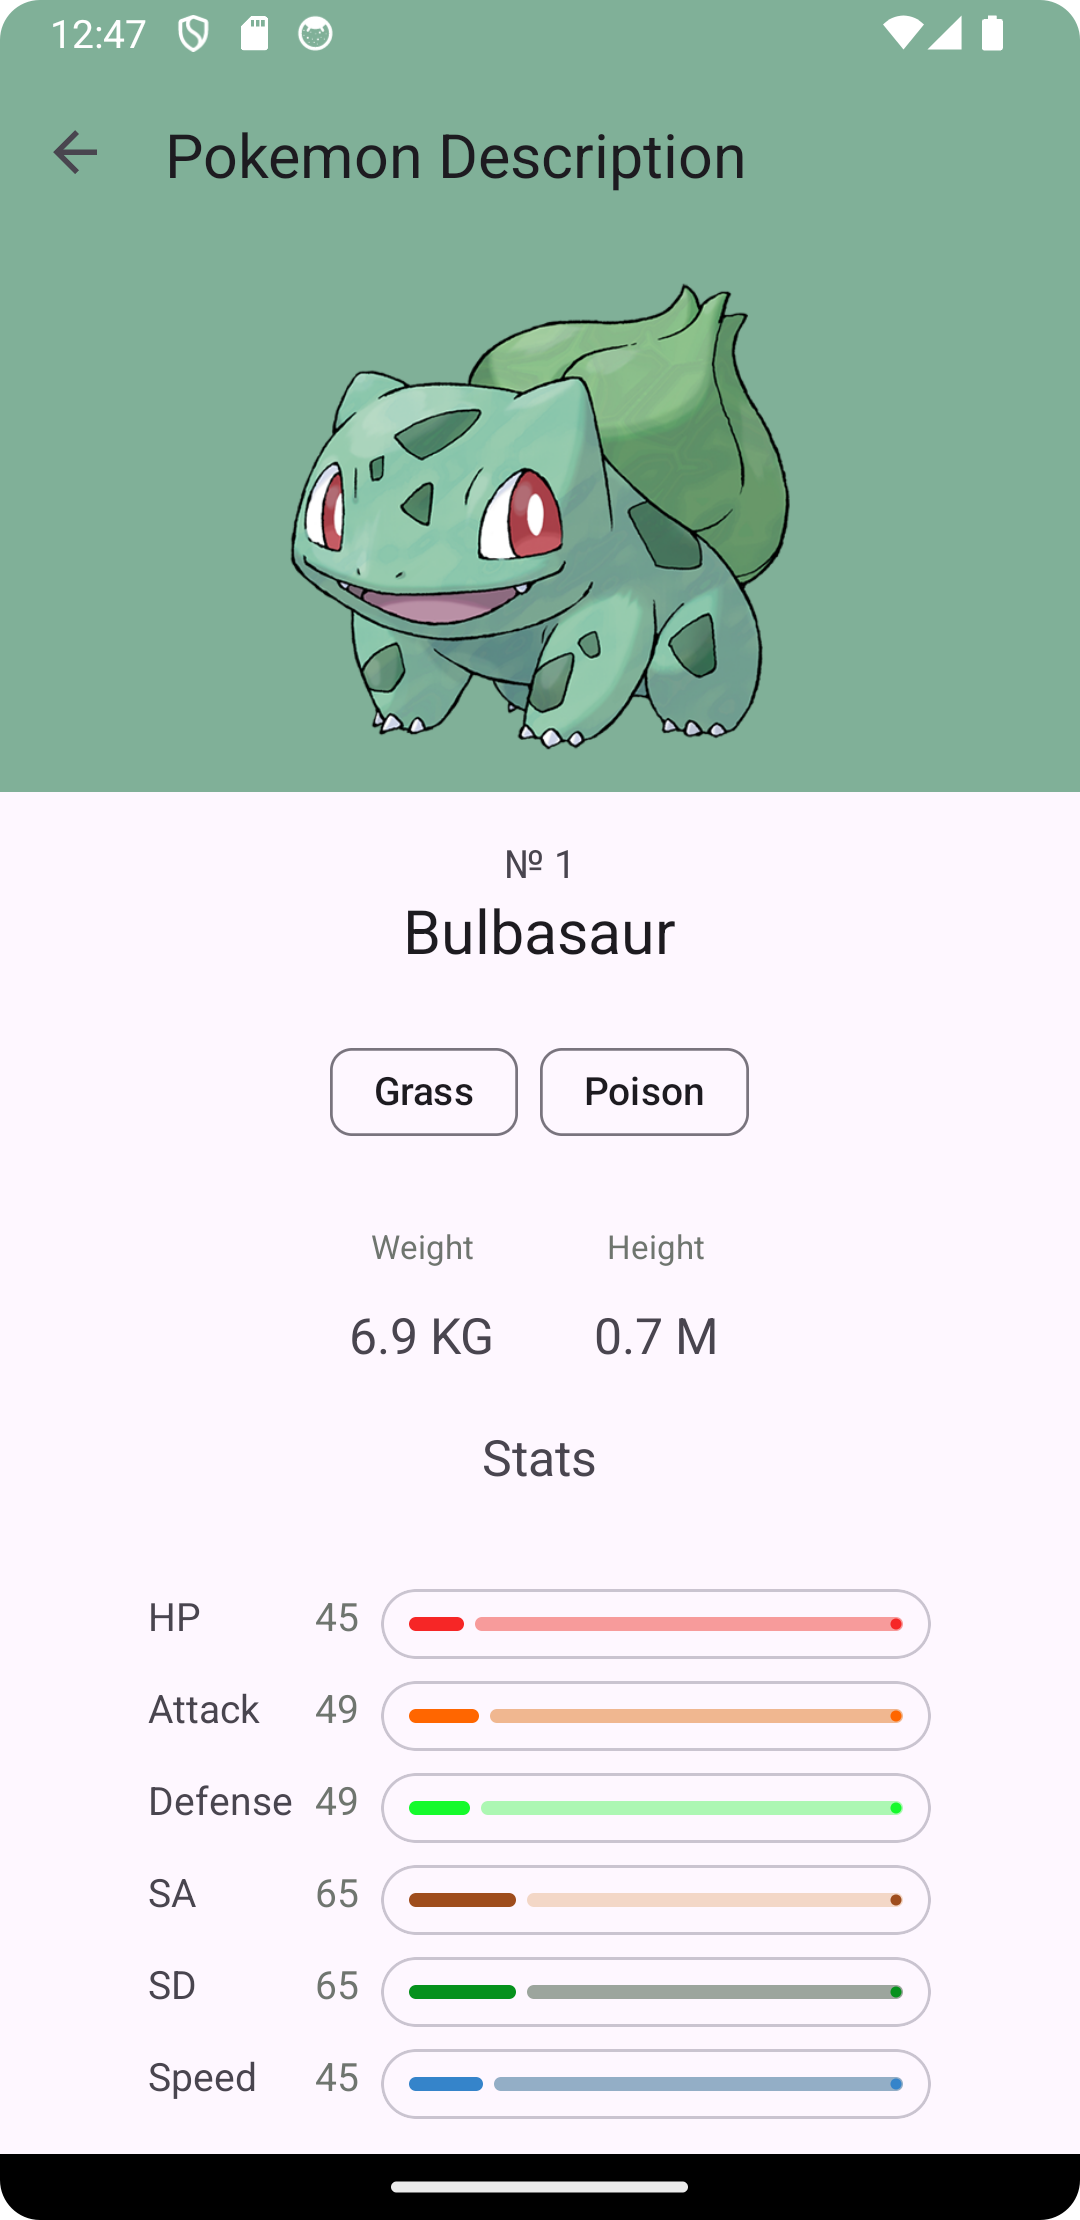 12:47
Pokemon Description
№ 1
Bulbasaur
Grass Poison
Weight Height
6.9 KG 0.7 M
Stats
HP 45
Attack 49
Defense 49
SA 65
SD 65
Speed 45